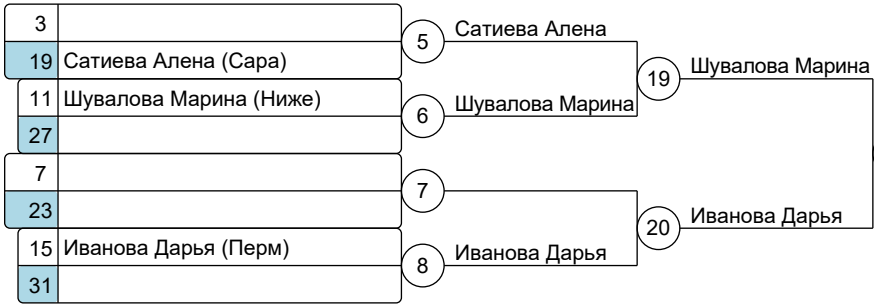 3
19 Сатиева Алена (Сара)
11 Шувалова Марина (Ниже)
27
7
23
15 Иванова Дарья (Перм)
31
5
6
7
8
Сатиева Алена
Шувалова Марина
Иванова Дарья
19
20
Шувалова Марина
Иванова Дарья